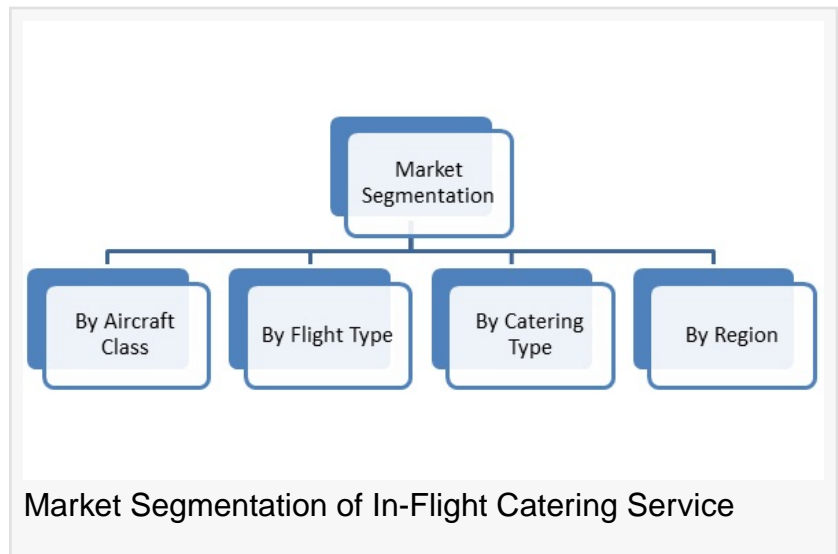 Market
Segmentation
By Aircraft
Class
By Flight Type
By Catering
Type
By Region
Market Segmentation of In-Flight Catering Service